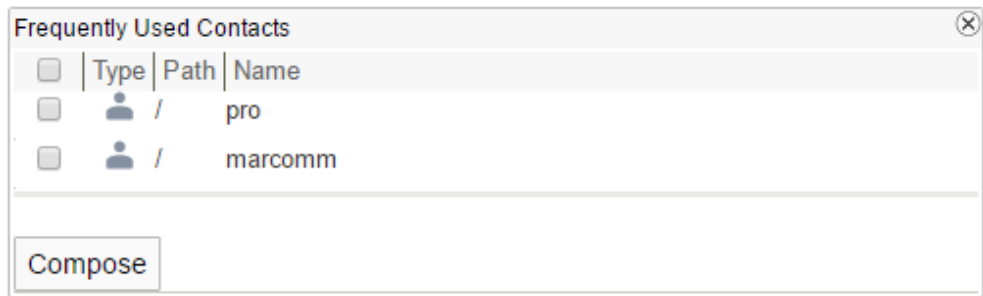 Frequently Used Contacts
Type Path Name
/ pro
/ marcomm
Compose